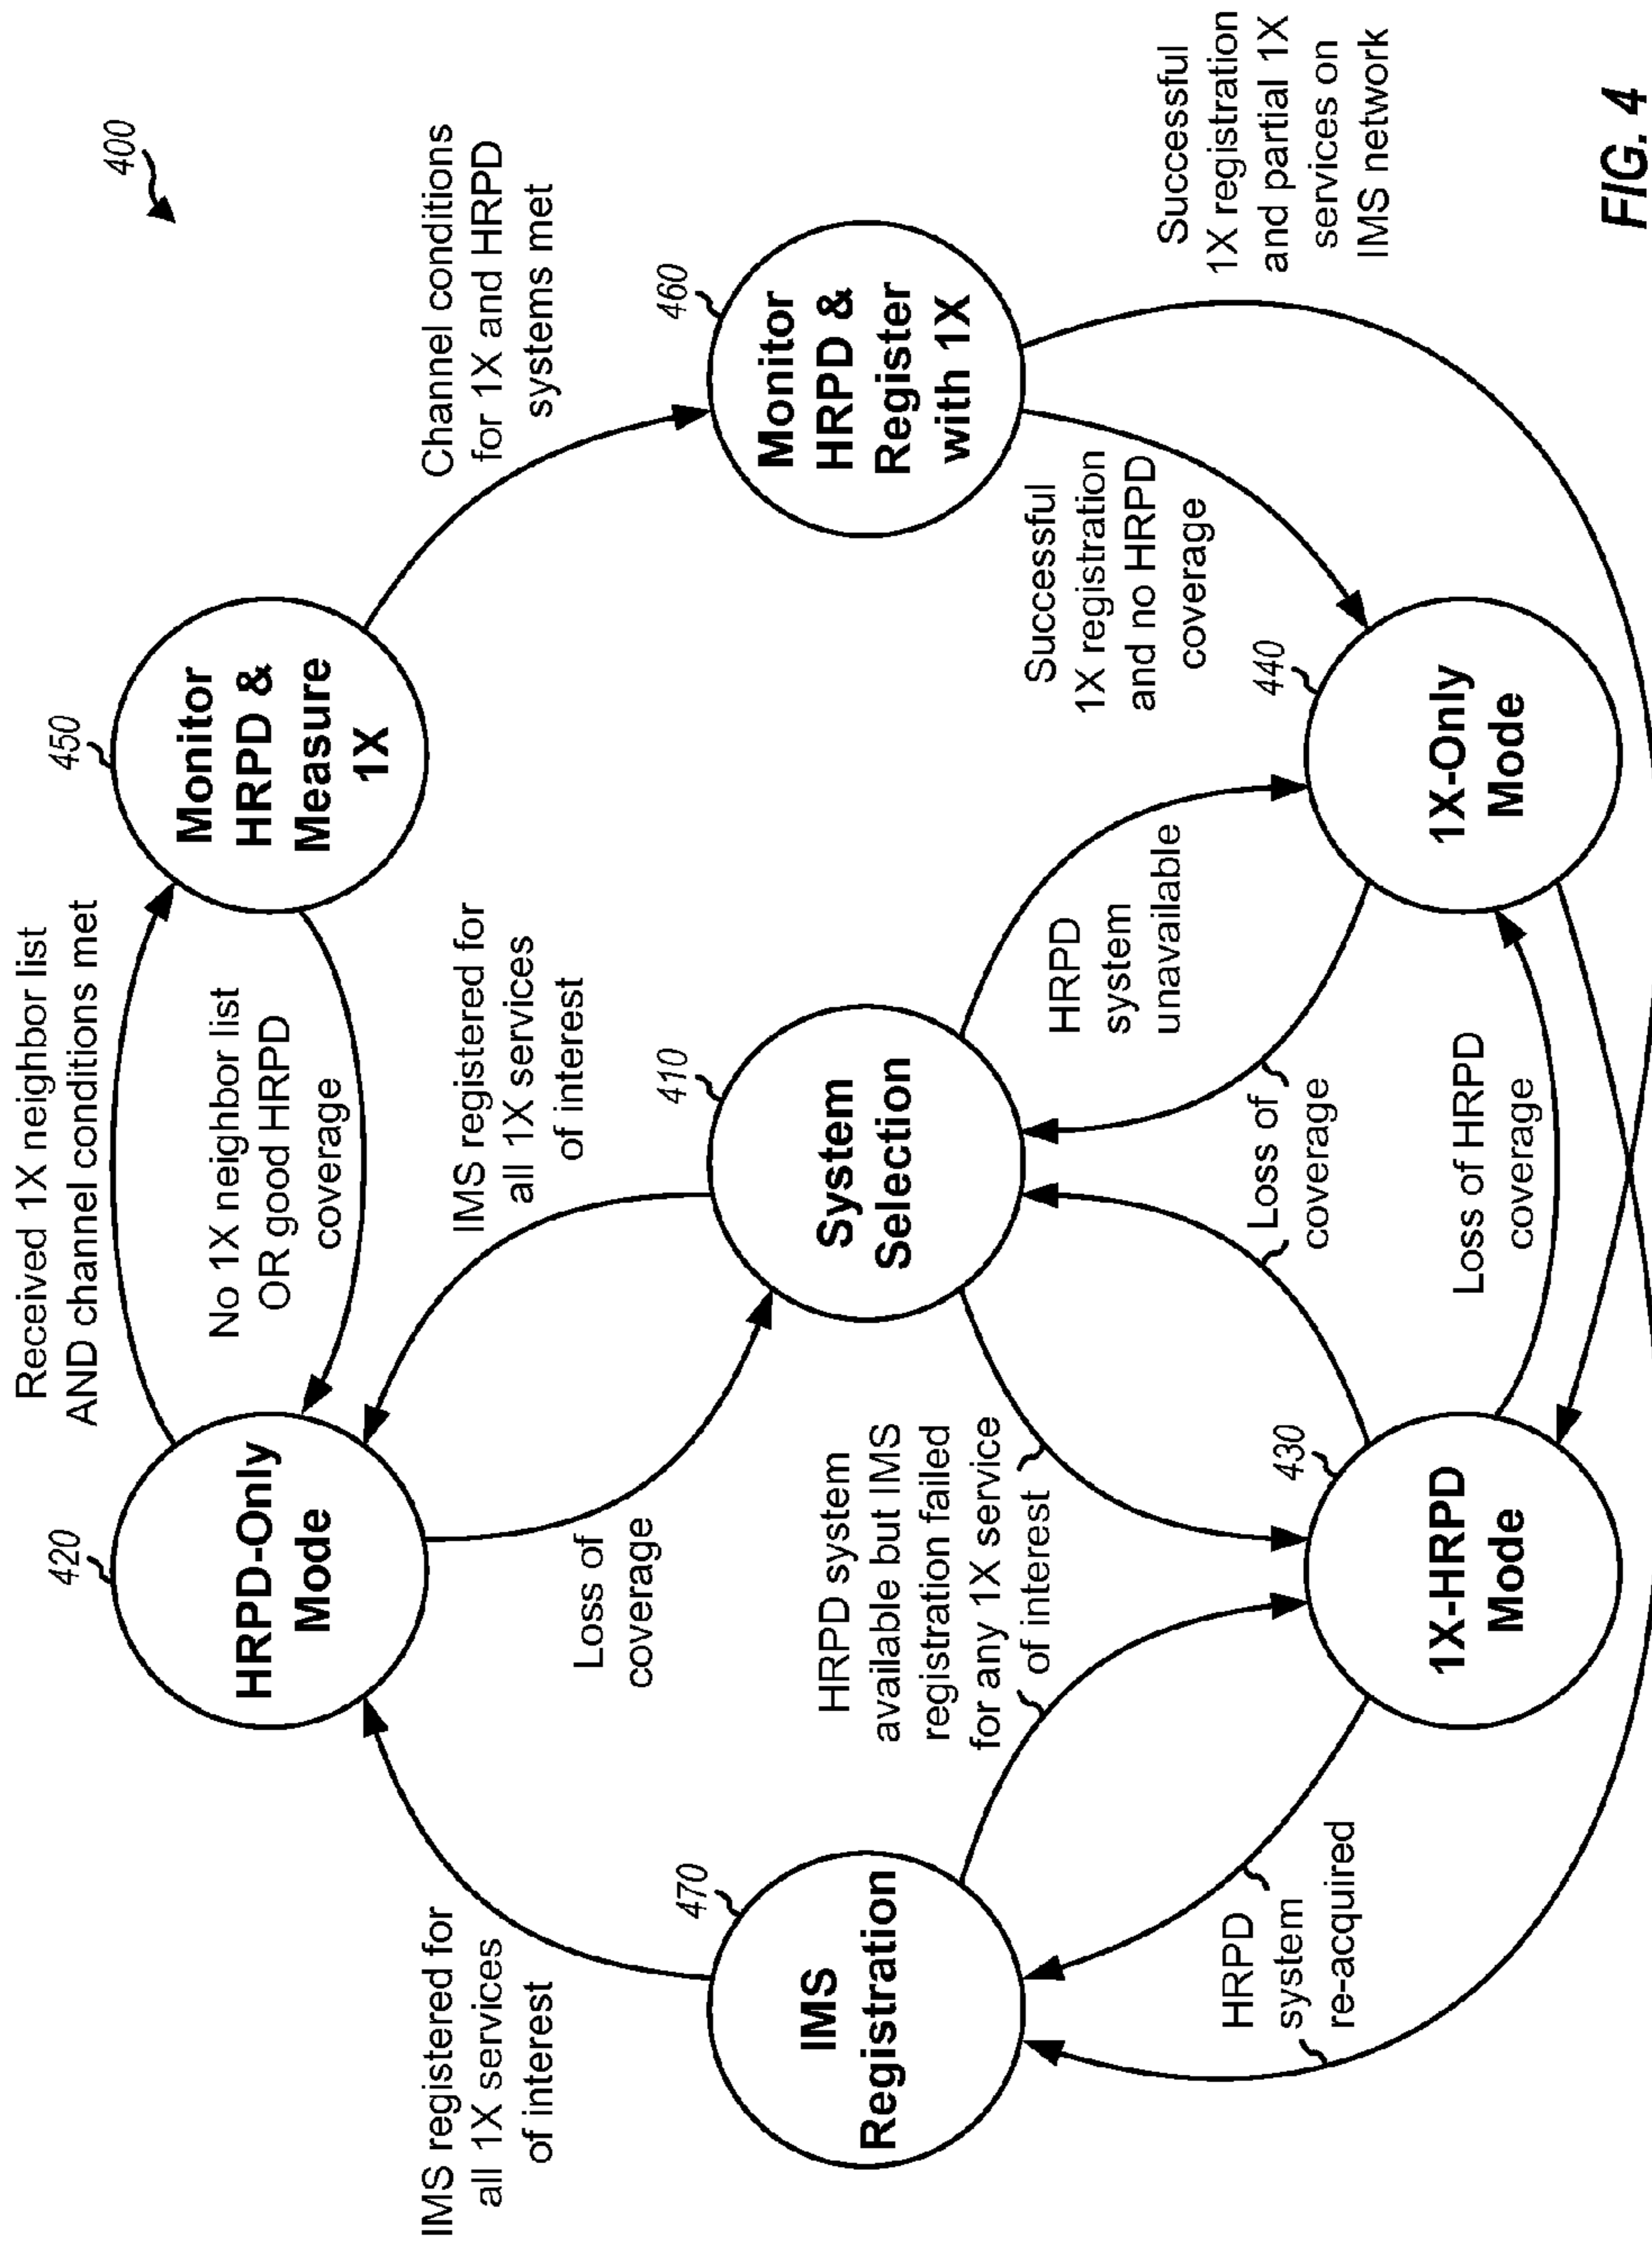 400
Received 1X neighbor list
AND channel conditions met
420
HRPD-Only
Mode
450
Monitor
HRPD &
Measure
1X
No 1X neighbor list
OR good HRPD
coverage
IMS registered for
all 1X services
of interest
IMS registered for
all 1X services
of interest
Channel conditions
for 1X and HRPD
systems met
Loss of
coverage
470
IMS
Registration
410
System
Selection
460
Monitor
HRPD &
Register
with 1X
HRPD system
available but IMS
registration failed
for any 1X service
of interest
HRPD
system
unavailable
Successful
1X registration
and no HRPD
coverage
Successful
1X registration
and partial 1X
services on
IMS network
HRPD
system
re-acquired
430
1X-HRPD
Mode
Loss of
coverage
440
1X-Only
Mode
Loss of HRPD
coverage
FIG. 4